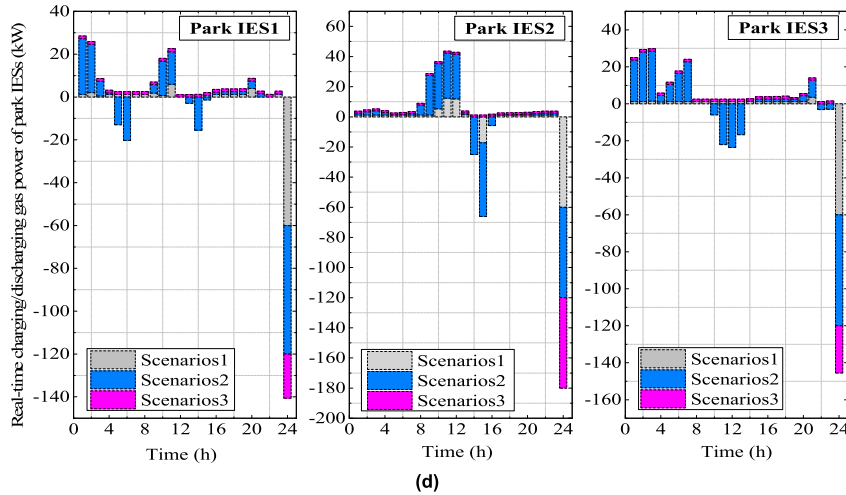 Real-time charging/discharging gas power of park IESs (kW)
Park IES1
30
20
0
-20
-40
-60
-80
-100
-120
-140
Scenarios1
Scenarios2
Scenarios3
0 4 8 12 16 20 24
Time (h)
Park IES2
60
40
20
0
-20
-40
-60
-80
-100
-120
-140
-160
-180
-200
Scenarios1
Scenarios2
Scenarios3
0 4 8 12 16 20 24
Time (h)
Park IES3
40
20
0
-20
-40
-60
-80
-100
-120
-140
-160
Scenarios1
Scenarios2
Scenarios3
0 4 8 12 16 20 24
Time (h)
(d)